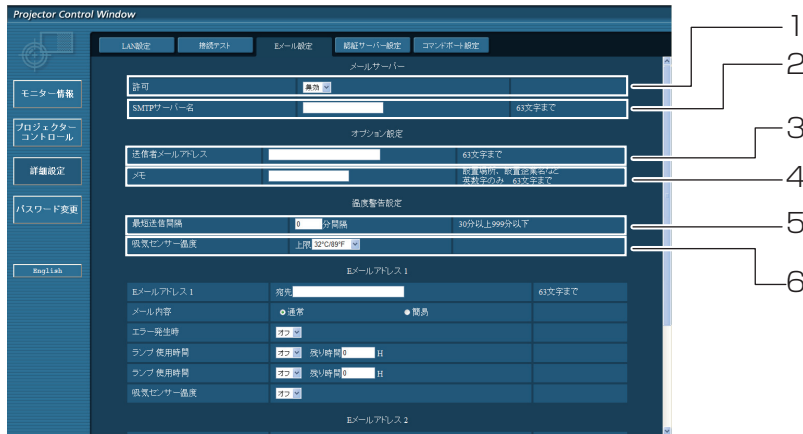 Projector Control Window
LAN設定 接続テスト Eメール設定 認証サーバー設定 コマンドポート設定
メールサーバー
許可 無効
SMTPサーバー名 63文字まで
オプション設定
送信者メールアドレス 63文字まで
メモ 設置場所、設置企業名など
英数字のみ 63文字まで
温度警告設定
最短送信間隔 0 分間隔 30分以上999分以下
吸気センサー温度 上限 32°C/89°F
Eメールアドレス 1
Eメールアドレス 1 宛先 63文字まで
メール内容 通常 簡易
エラー発生時 オフ
ランプ 使用時間 オフ 残り時間 0 H
ランプ 使用時間 オフ 残り時間 0 H
吸気センサー温度 オフ
Eメールアドレス 2
モニター情報
プロジェクター
コントロール
詳細設定
パスワード変更
English
1
2
3
4
5
6